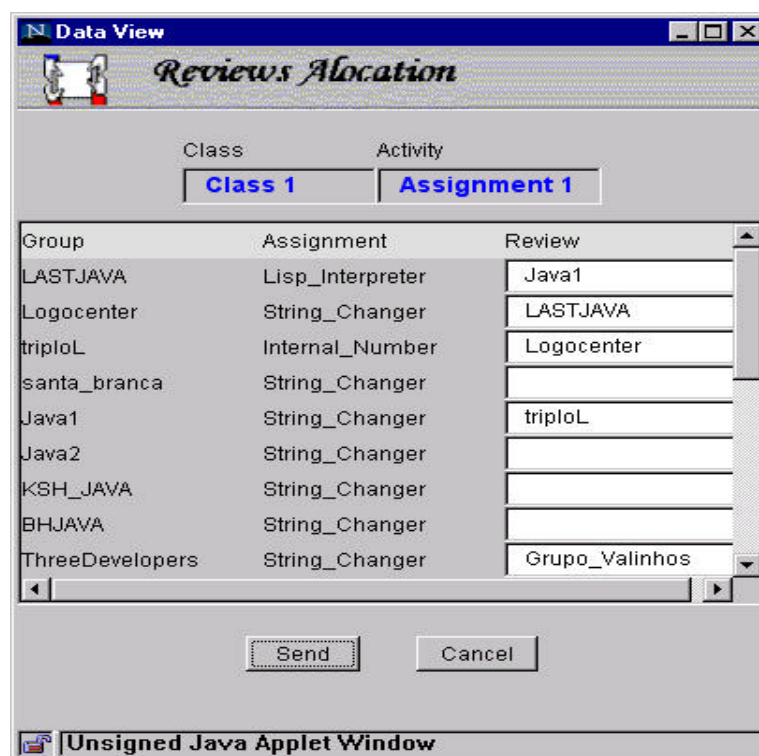 Data View
Reviews Alocation
Class Activity
Class 1 Assignment 1
Group Assignment Review
LASTJAVA Lisp_Interpreter Java1
Logocenter String_Changer LASTJAVA
triploL Internal_Number Logocenter
santa_branca String_Changer
Java1 String_Changer triploL
Java2 String_Changer
KSH_JAVA String_Changer
BHJAVA String_Changer
ThreeDevelopers String_Changer Grupo_Valinhos
Send Cancel
Unsigned Java Applet Window